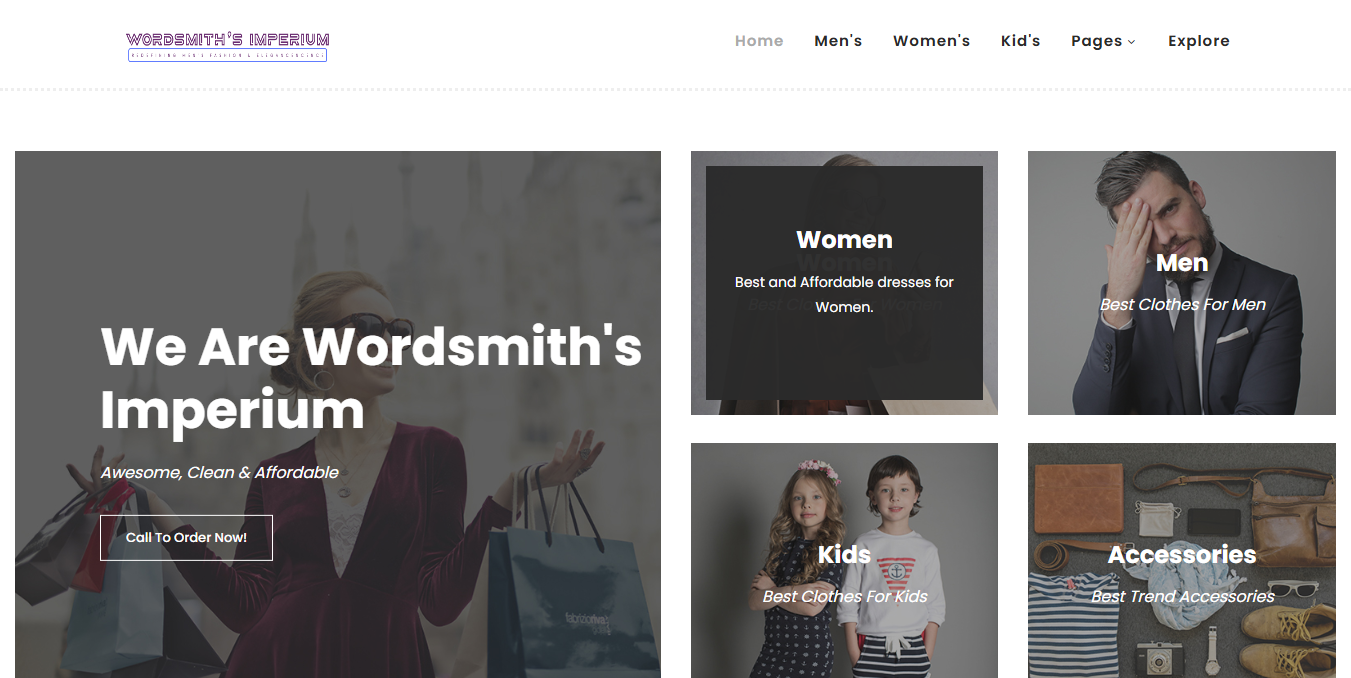 WORDSMITH'S IMPERIUM
Home
Men's
Women's
Kid's
Pages
Explore
We Are Wordsmith's
Imperium
Awesome, Clean & Affordable
Call To Order Now!
Women
Best and Affordable dresses for
Women.
Men
Best Clothes For Men
Kids
Best Clothes For Kids
Accessories
Best Trend Accessories